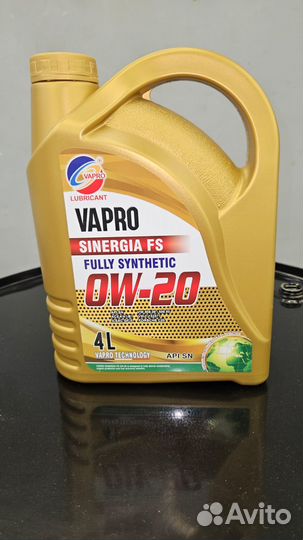 VAPRO
LUBRICANT
VAPRO
SINERGIA FS
FULLY SYNTHETIC
0W-20
4L
VAPRO TECHNOLOGY
API SN
Avito